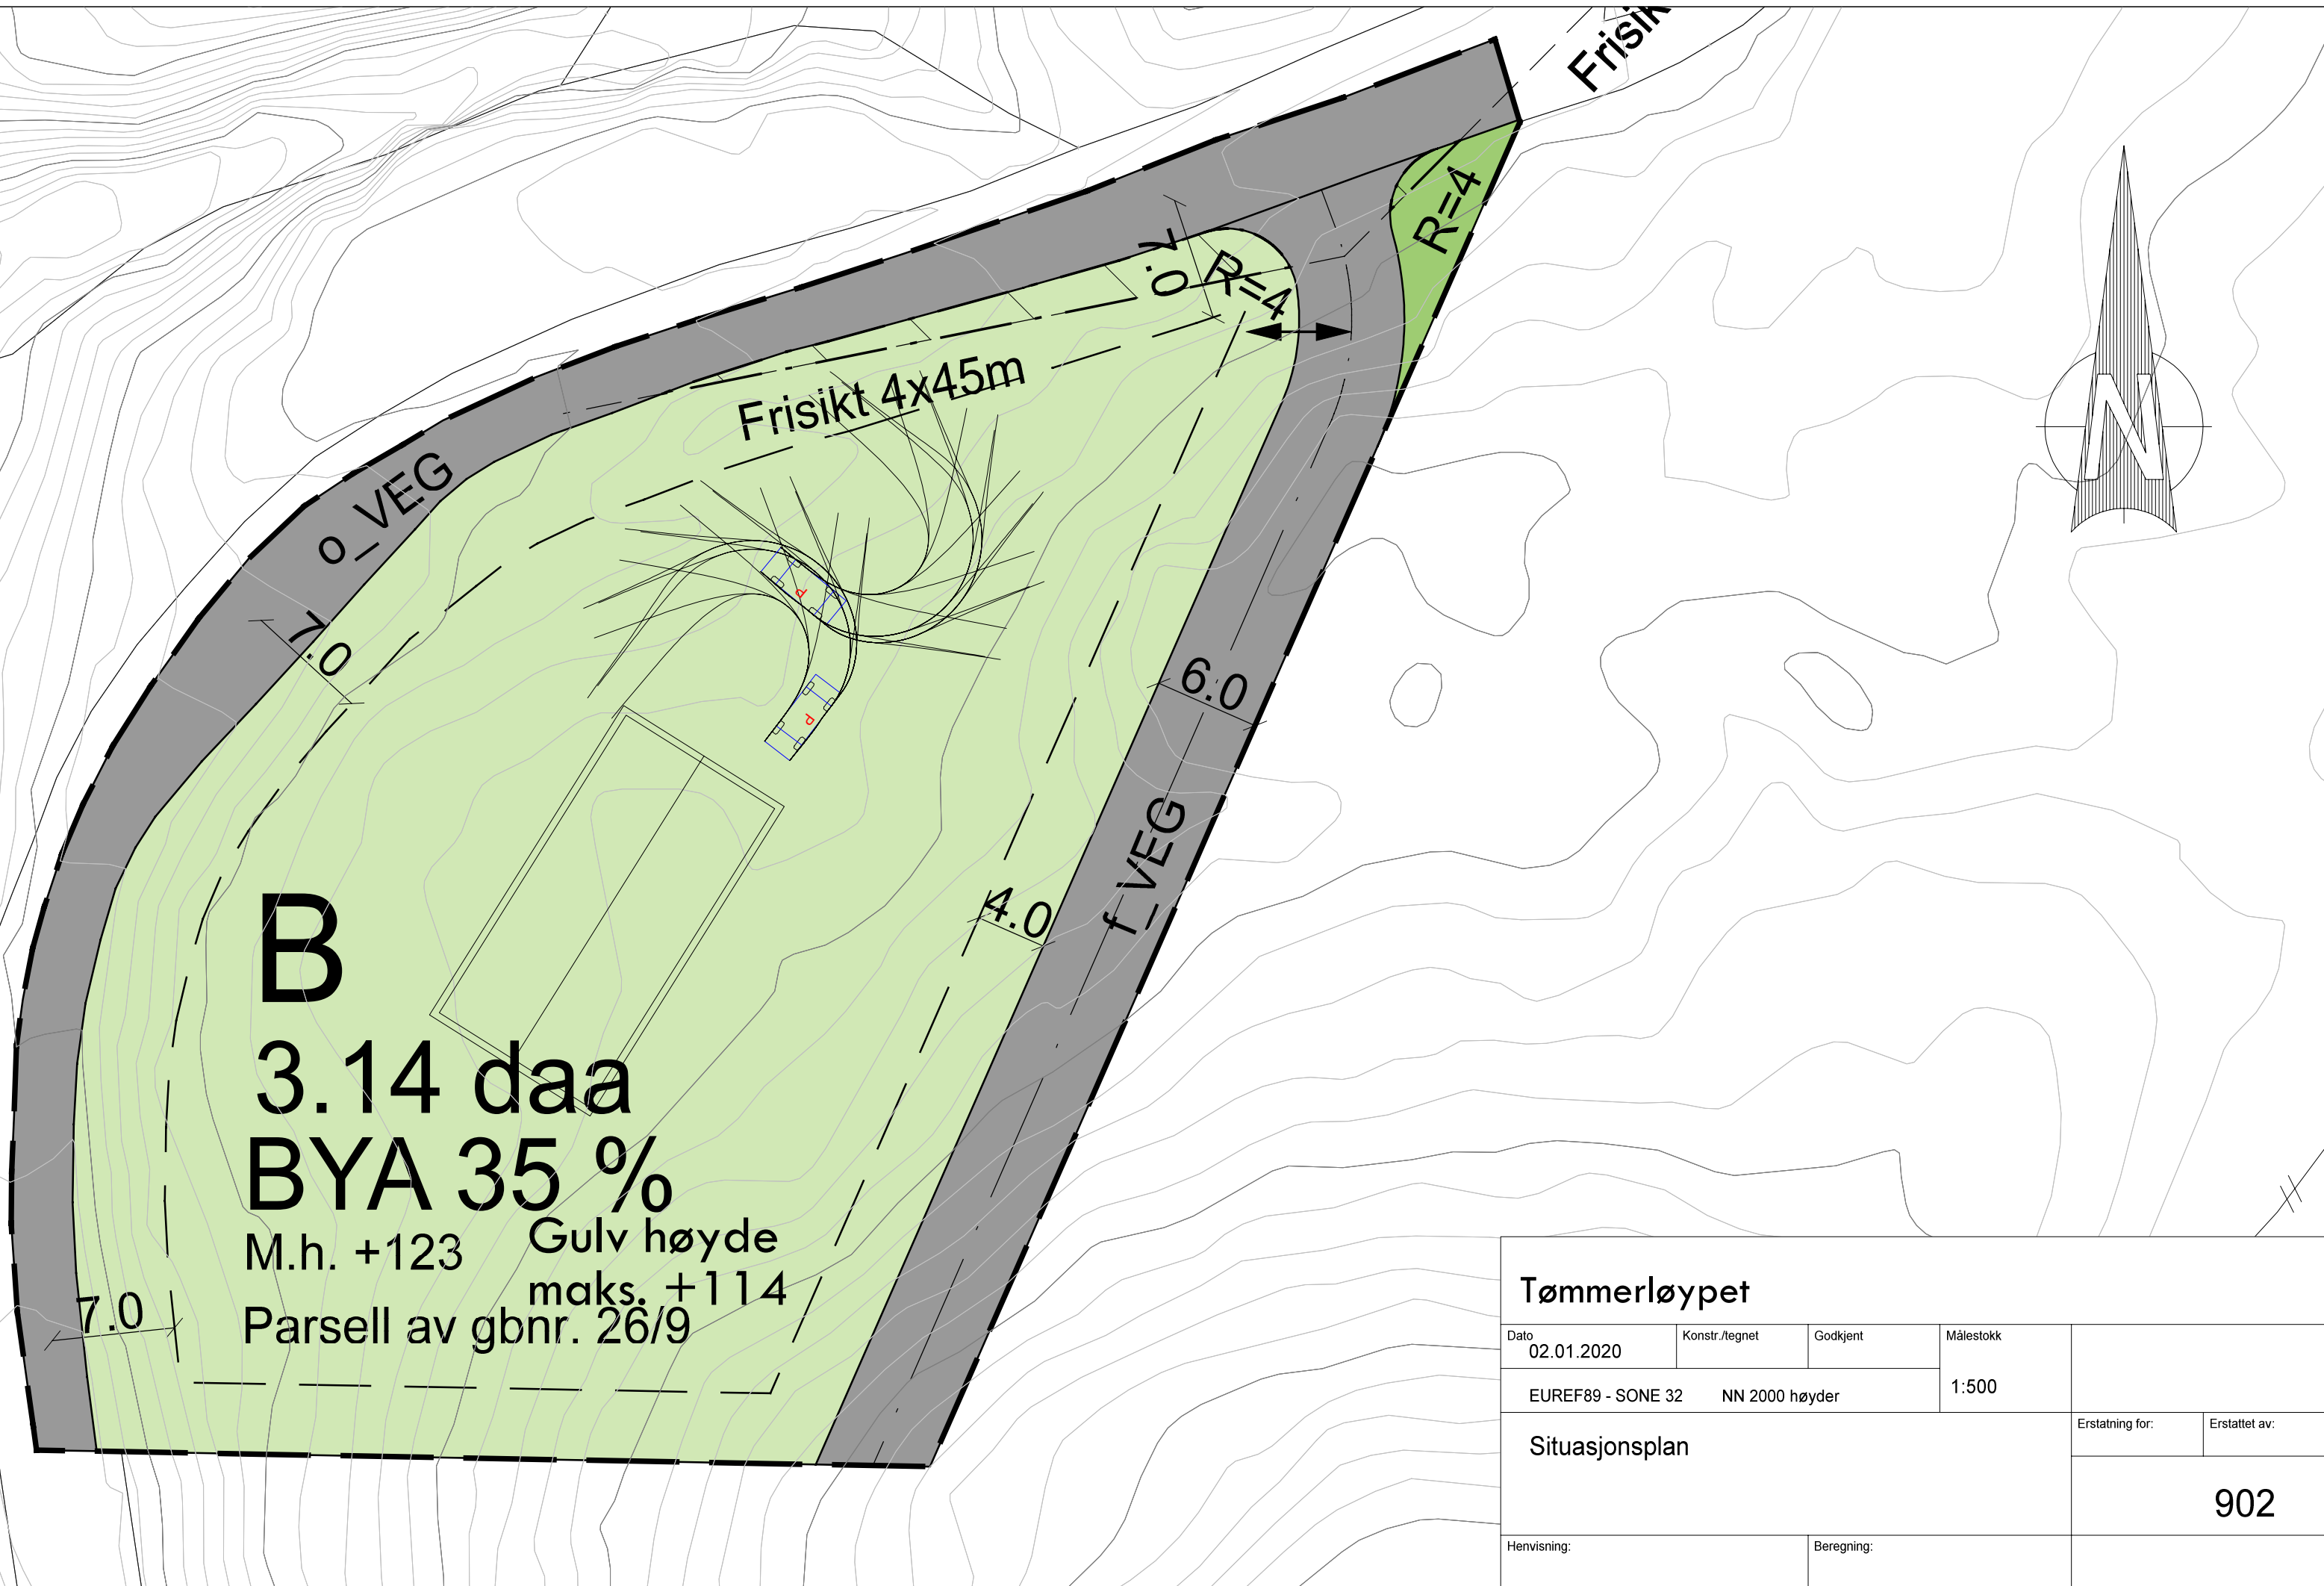 Frisik
R=4
7.0
R=4
Frisikt 4x45m
o_VEG
7.0
N
P
P
6.0
f_VEG
4.0
B
3.14 daa
BYA 35 %
M.h. +123
Gulv høyde
maks. +114
Parsell av gbnr. 26/9
7.0
Tømmerløypet
Dato
02.01.2020
Konstr./tegnet
Godkjent
Målestokk
1:500
EUREF89 - SONE 32 NN 2000 høyder
Situasjonsplan
Erstatning for:
Erstattet av:
902
Henvisning:
Beregning: